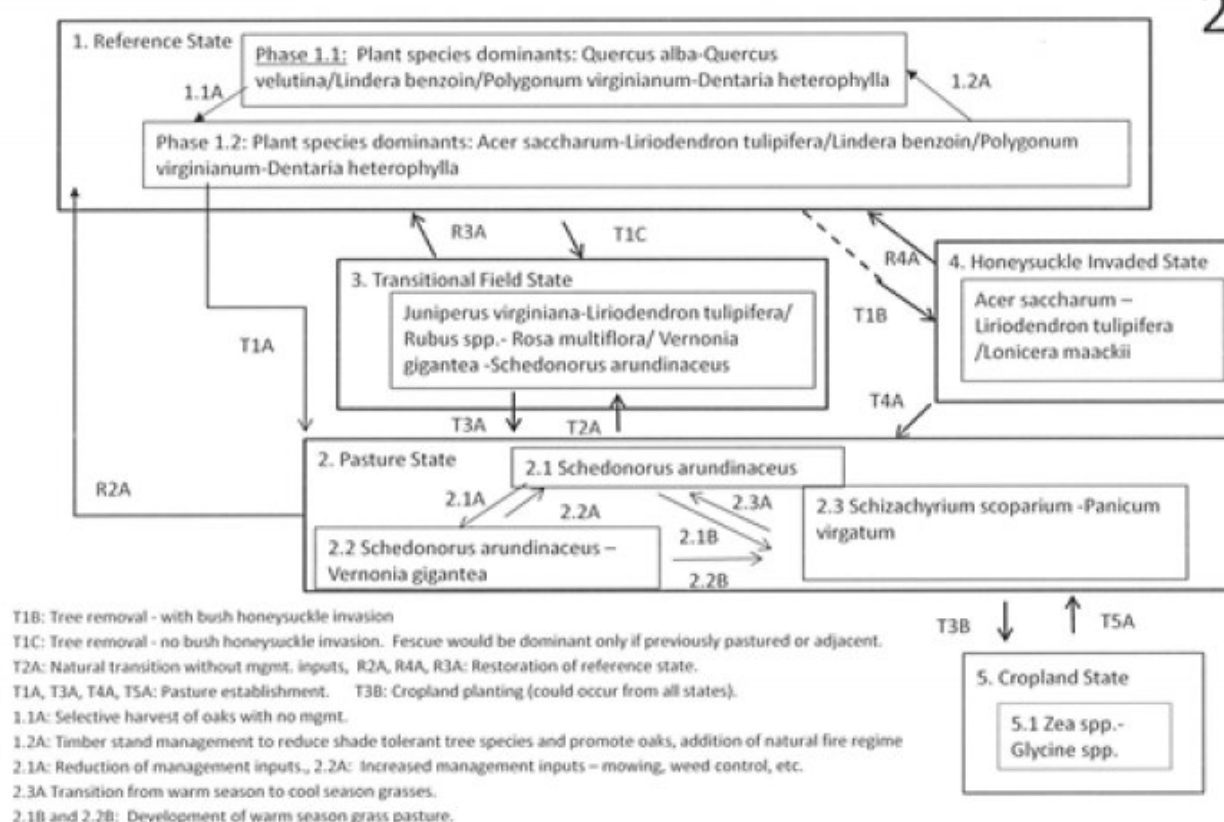 2
1. Reference State
Phase 1.1: Plant species dominants: Quercus alba-Quercus
velutina/Lindera benzoin/Polygonum virginianum-Dentaria heterophylla
1.1A
1.2A
Phase 1.2: Plant species dominants: Acer saccharum-Liriodendron tulipifera/Lindera benzoin/Polygonum
virginianum-Dentaria heterophylla
R3A
T1C
R4A
T1B
T1A
3. Transitional Field State
Juniperus virginiana-Liriodendron tulipifera/
Rubus spp.- Rosa multiflora/ Vernonia
gigantea -Schedonorus arundinaceus
4. Honeysuckle Invaded State
Acer saccharum –
Liriodendron tulipifera
/Lonicera maackii
T3A
T2A
T4A
R2A
2. Pasture State
2.1 Schedonorus arundinaceus
2.1A
2.2A
2.3A
2.1B
2.2B
2.3 Schizachyrium scoparium -Panicum
virgatum
2.2 Schedonorus arundinaceus –
Vernonia gigantea
T3B
T5A
5. Cropland State
5.1 Zea spp.-
Glycine spp.
T1B: Tree removal - with bush honeysuckle invasion
T1C: Tree removal - no bush honeysuckle invasion. Fescue would be dominant only if previously pastured or adjacent.
T2A: Natural transition without mgmt. inputs, R2A, R4A, R3A: Restoration of reference state.
T1A, T3A, T4A, T5A: Pasture establishment. T3B: Cropland planting (could occur from all states).
1.1A: Selective harvest of oaks with no mgmt.
1.2A: Timber stand management to reduce shade tolerant tree species and promote oaks, addition of natural fire regime
2.1A: Reduction of management inputs., 2.2A: Increased management inputs – mowing, weed control, etc.
2.3A Transition from warm season to cool season grasses.
2.1B and 2.2B: Development of warm season grass pasture.